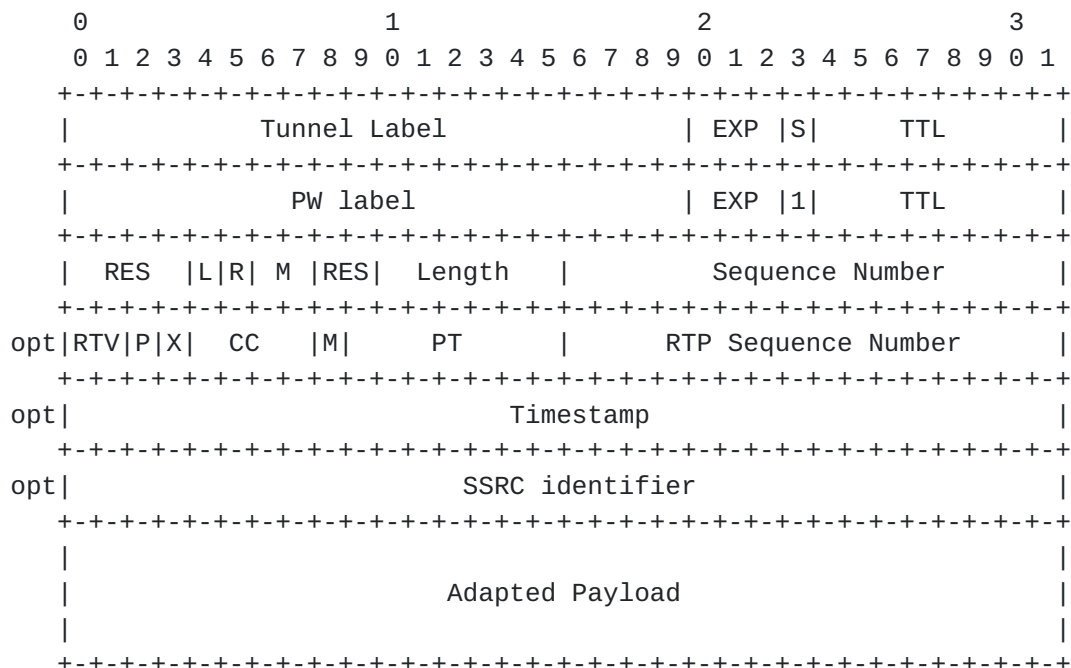 0                   1                   2                   3
    0 1 2 3 4 5 6 7 8 9 0 1 2 3 4 5 6 7 8 9 0 1 2 3 4 5 6 7 8 9 0 1
   +-+-+-+-+-+-+-+-+-+-+-+-+-+-+-+-+-+-+-+-+-+-+-+-+-+-+-+-+-+-+-+-+
   |            Tunnel Label               | EXP |S|     TTL       |
   +-+-+-+-+-+-+-+-+-+-+-+-+-+-+-+-+-+-+-+-+-+-+-+-+-+-+-+-+-+-+-+-+
   |              PW label                 | EXP |1|     TTL       |
   +-+-+-+-+-+-+-+-+-+-+-+-+-+-+-+-+-+-+-+-+-+-+-+-+-+-+-+-+-+-+-+-+
   |  RES  |L|R| M |RES|  Length   |         Sequence Number       |
   +-+-+-+-+-+-+-+-+-+-+-+-+-+-+-+-+-+-+-+-+-+-+-+-+-+-+-+-+-+-+-+-+
opt|RTV|P|X|  CC   |M|     PT      |      RTP Sequence Number      |
   +-+-+-+-+-+-+-+-+-+-+-+-+-+-+-+-+-+-+-+-+-+-+-+-+-+-+-+-+-+-+-+-+
opt|                            Timestamp                          |
   +-+-+-+-+-+-+-+-+-+-+-+-+-+-+-+-+-+-+-+-+-+-+-+-+-+-+-+-+-+-+-+-+
opt|                         SSRC identifier                       |
   +-+-+-+-+-+-+-+-+-+-+-+-+-+-+-+-+-+-+-+-+-+-+-+-+-+-+-+-+-+-+-+-+
   |                                                               |
   |                        Adapted Payload                        |
   |                                                               |
   +-+-+-+-+-+-+-+-+-+-+-+-+-+-+-+-+-+-+-+-+-+-+-+-+-+-+-+-+-+-+-+-+